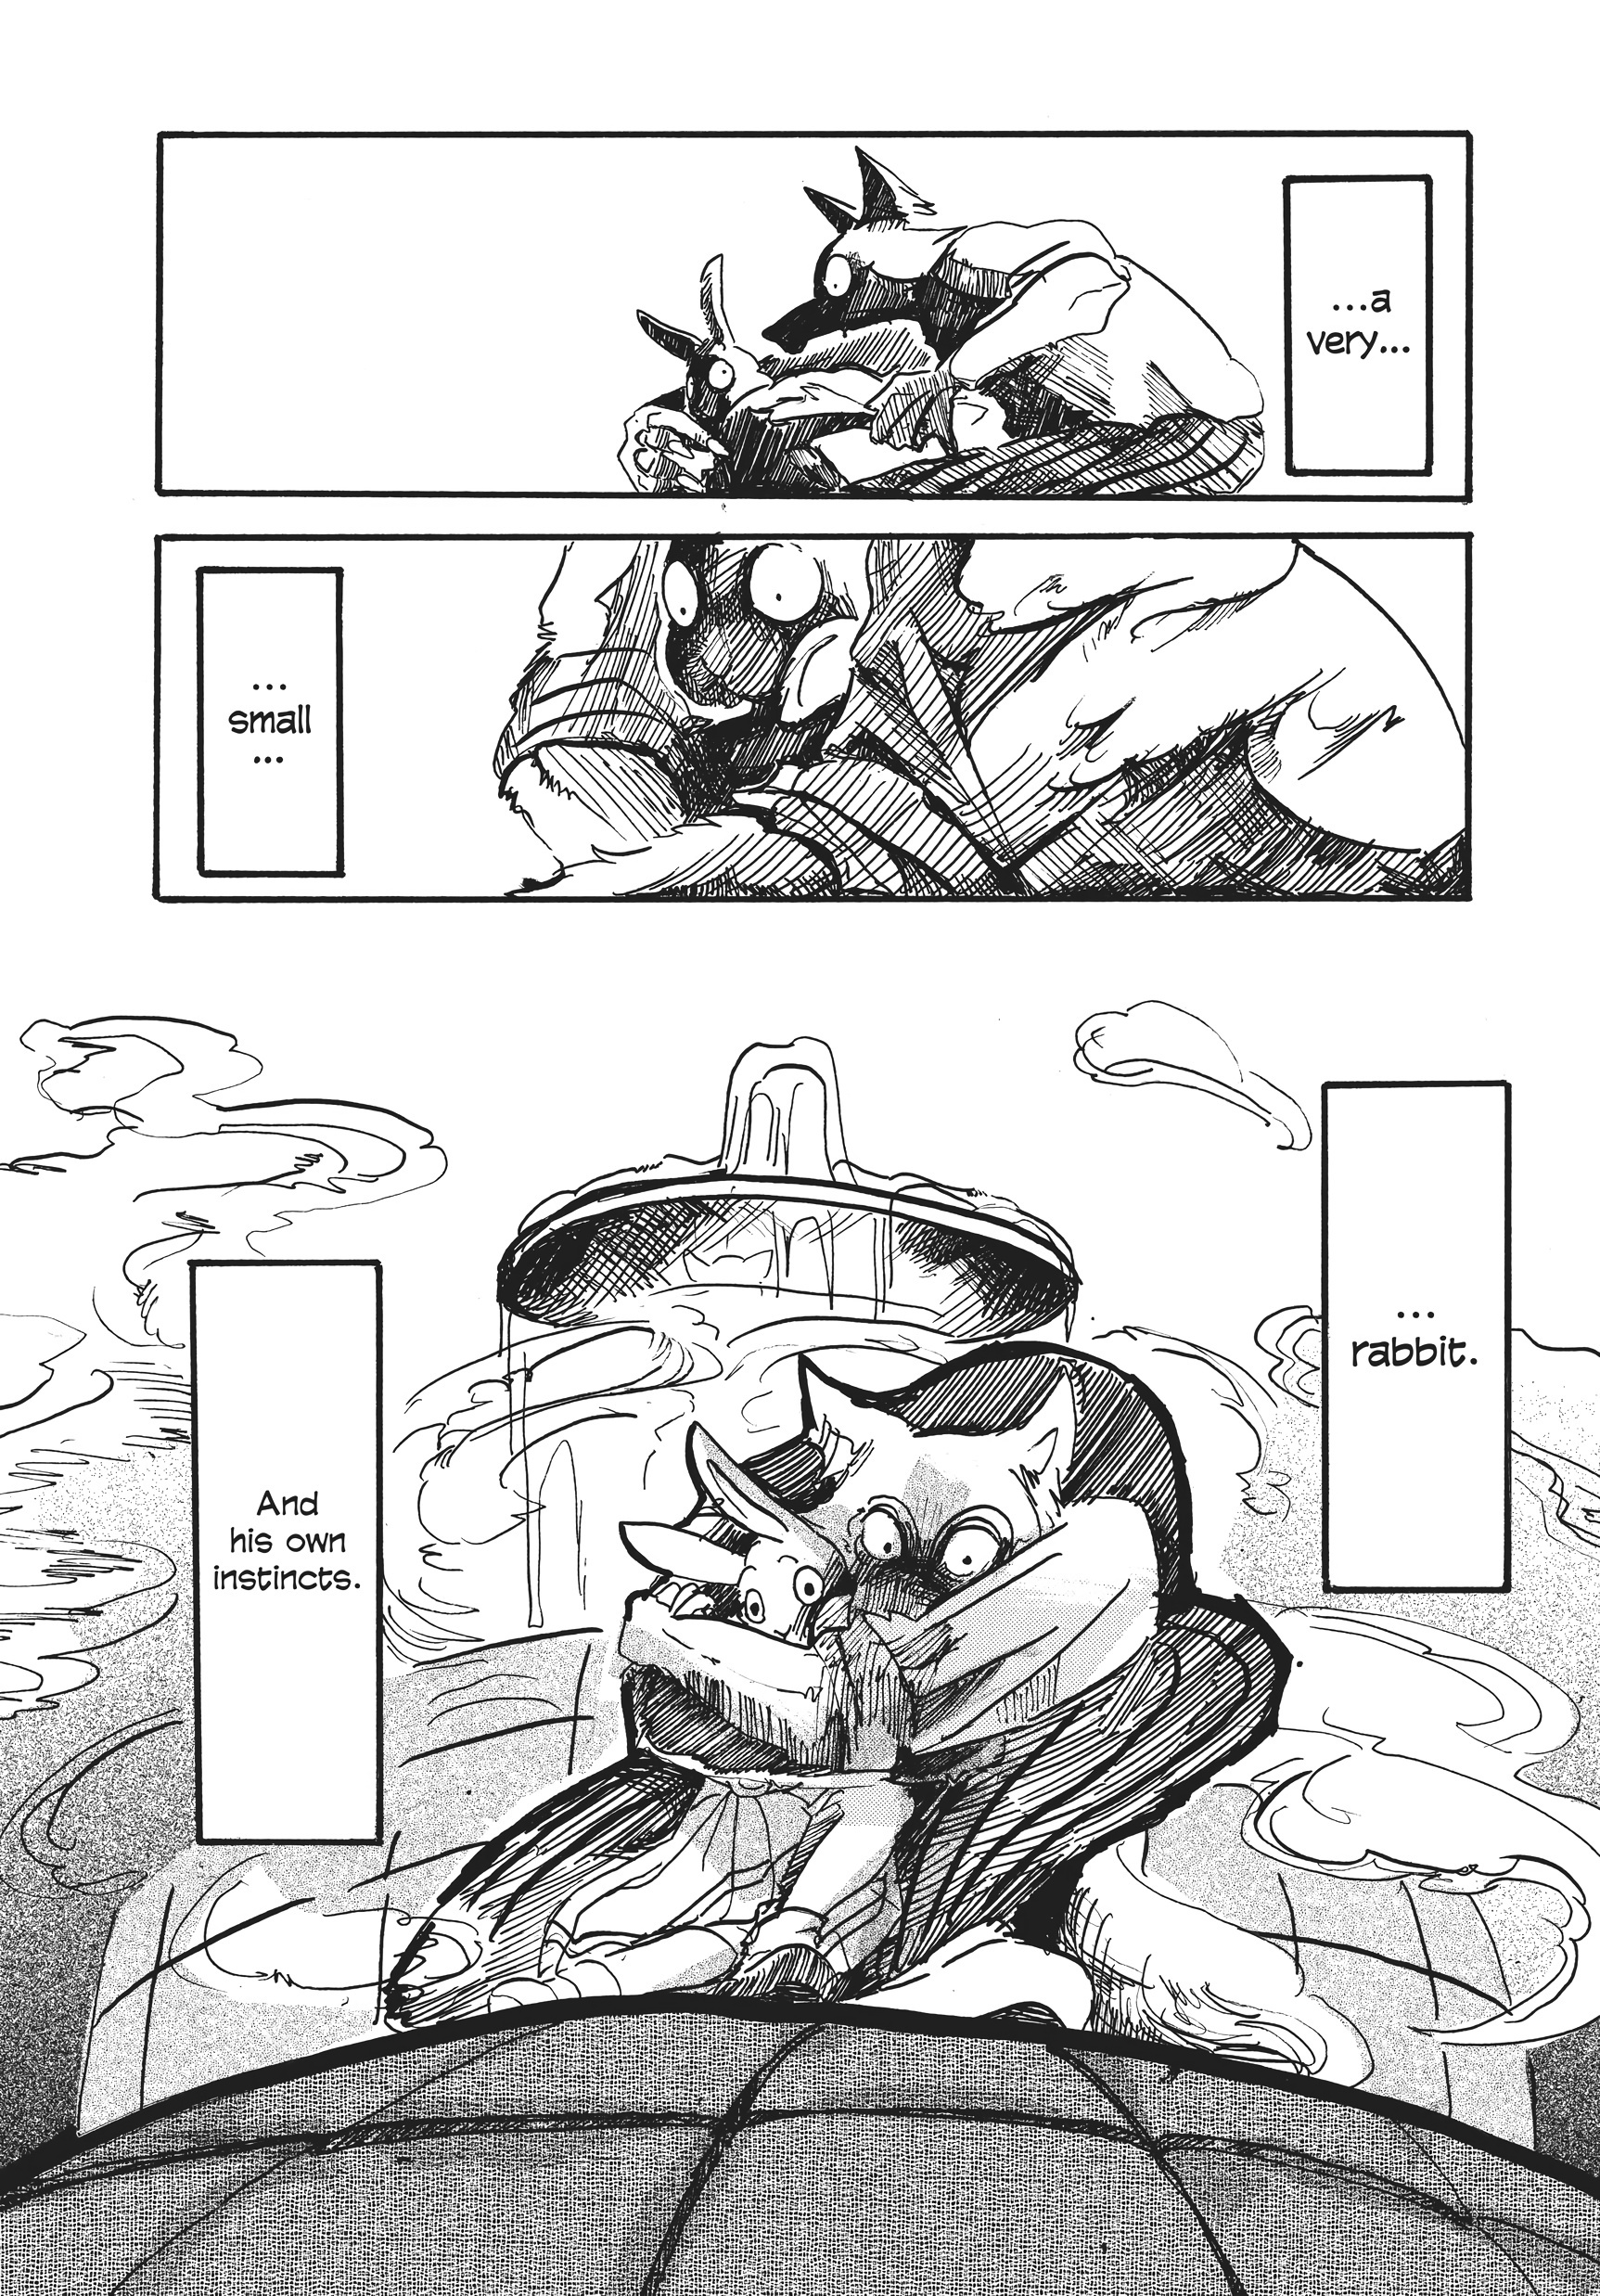 ...a
very...
...
small
...
...
rabbit.
And
his own
instincts.